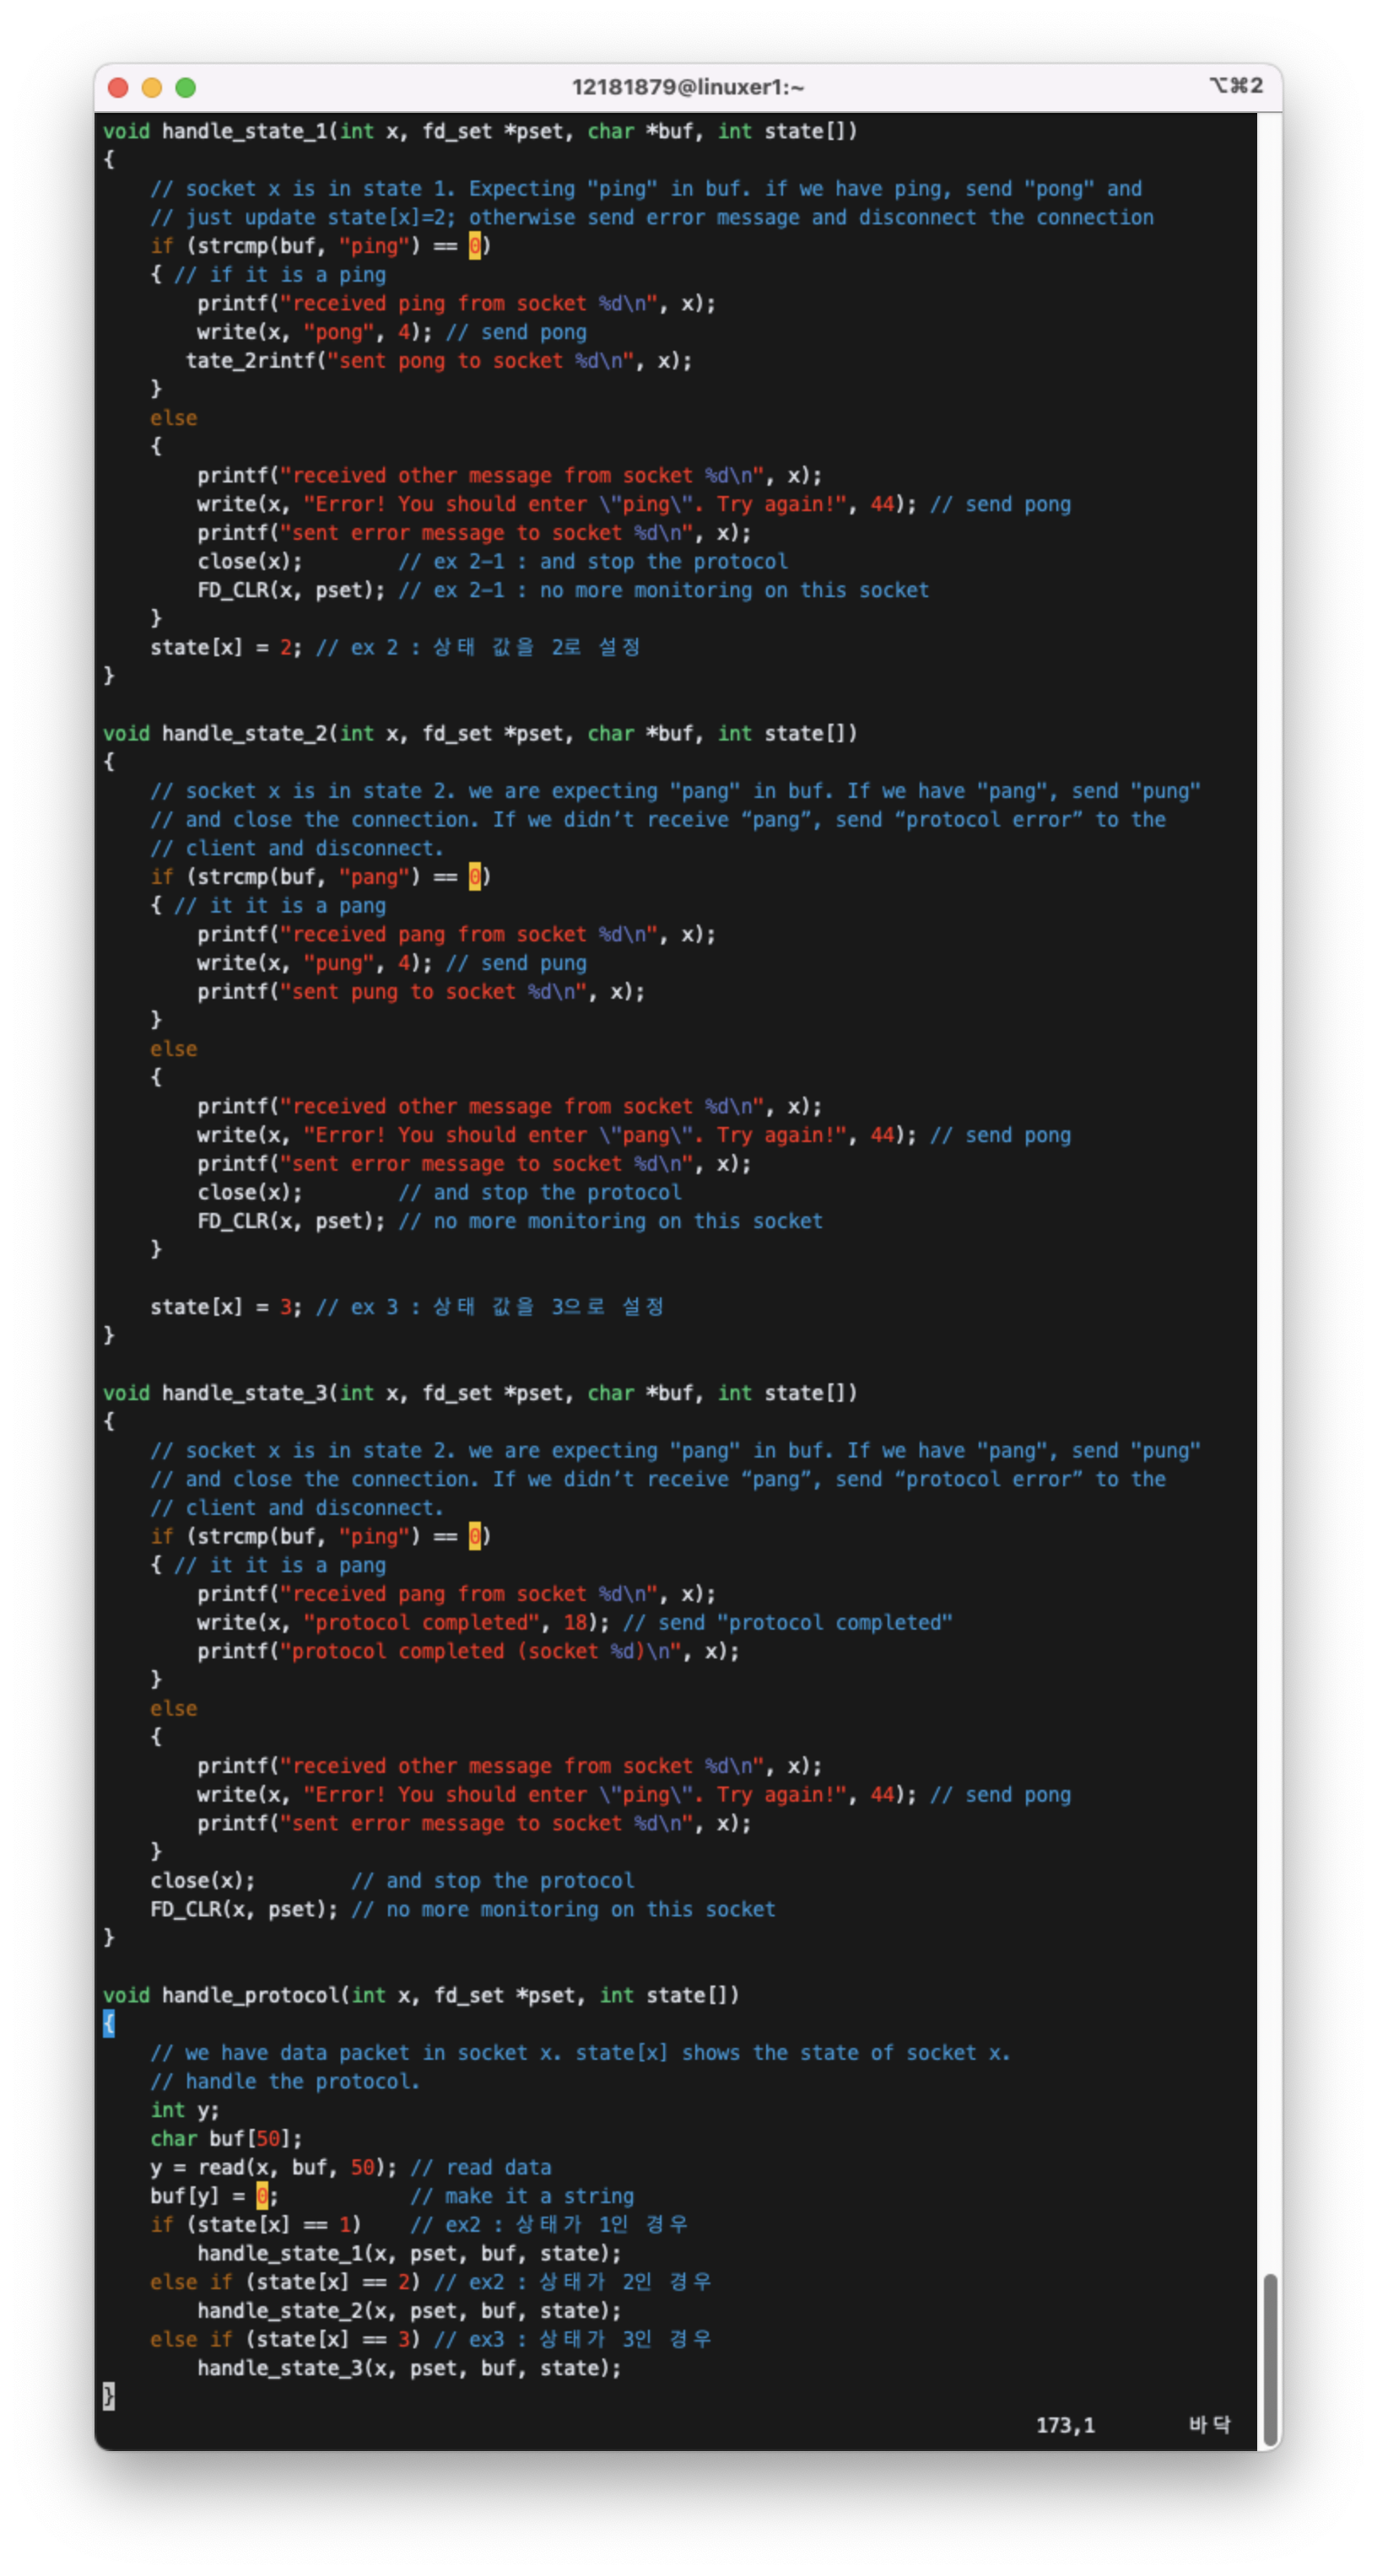 12181879@linuxer1:~
⌥⌘2
void handle_state_1(int x, fd_set *pset, char *buf, int state[])
{
    // socket x is in state 1. Expecting "ping" in buf. if we have ping, send "pong" and
    // just update state[x]=2; otherwise send error message and disconnect the connection
    if (strcmp(buf, "ping") == 0)
    { // if it is a ping
        printf("received ping from socket %d\n", x);
        write(x, "pong", 4); // send pong
       tate_2rintf("sent pong to socket %d\n", x);
    }
    else
    {
        printf("received other message from socket %d\n", x);
        write(x, "Error! You should enter \"ping\". Try again!", 44); // send pong
        printf("sent error message to socket %d\n", x);
        close(x);        // ex 2-1 : and stop the protocol
        FD_CLR(x, pset); // ex 2-1 : no more monitoring on this socket
    }
    state[x] = 2; // ex 2 : 상태 값을 2로 설정
}
void handle_state_2(int x, fd_set *pset, char *buf, int state[])
{
    // socket x is in state 2. we are expecting "pang" in buf. If we have "pang", send "pung"
    // and close the connection. If we didn’t receive “pang”, send “protocol error” to the
    // client and disconnect.
    if (strcmp(buf, "pang") == 0)
    { // it it is a pang
        printf("received pang from socket %d\n", x);
        write(x, "pung", 4); // send pung
        printf("sent pung to socket %d\n", x);
    }
    else
    {
        printf("received other message from socket %d\n", x);
        write(x, "Error! You should enter \"pang\". Try again!", 44); // send pong
        printf("sent error message to socket %d\n", x);
        close(x);        // and stop the protocol
        FD_CLR(x, pset); // no more monitoring on this socket
    }
    state[x] = 3; // ex 3 : 상태 값을 3으로 설정
}
void handle_state_3(int x, fd_set *pset, char *buf, int state[])
{
    // socket x is in state 2. we are expecting "pang" in buf. If we have "pang", send "pung"
    // and close the connection. If we didn’t receive “pang”, send “protocol error” to the
    // client and disconnect.
    if (strcmp(buf, "ping") == 0)
    { // it it is a pang
        printf("received pang from socket %d\n", x);
        write(x, "protocol completed", 18); // send "protocol completed"
        printf("protocol completed (socket %d)\n", x);
    }
    else
    {
        printf("received other message from socket %d\n", x);
        write(x, "Error! You should enter \"ping\". Try again!", 44); // send pong
        printf("sent error message to socket %d\n", x);
    }
    close(x);        // and stop the protocol
    FD_CLR(x, pset); // no more monitoring on this socket
}
void handle_protocol(int x, fd_set *pset, int state[])
{
    // we have data packet in socket x. state[x] shows the state of socket x.
    // handle the protocol.
    int y;
    char buf[50];
    y = read(x, buf, 50); // read data
    buf[y] = 0;           // make it a string
    if (state[x] == 1)    // ex2 : 상태가 1인 경우
        handle_state_1(x, pset, buf, state);
    else if (state[x] == 2) // ex2 : 상태가 2인 경우
        handle_state_2(x, pset, buf, state);
    else if (state[x] == 3) // ex3 : 상태가 3인 경우
        handle_state_3(x, pset, buf, state);
}
173,1 바닥